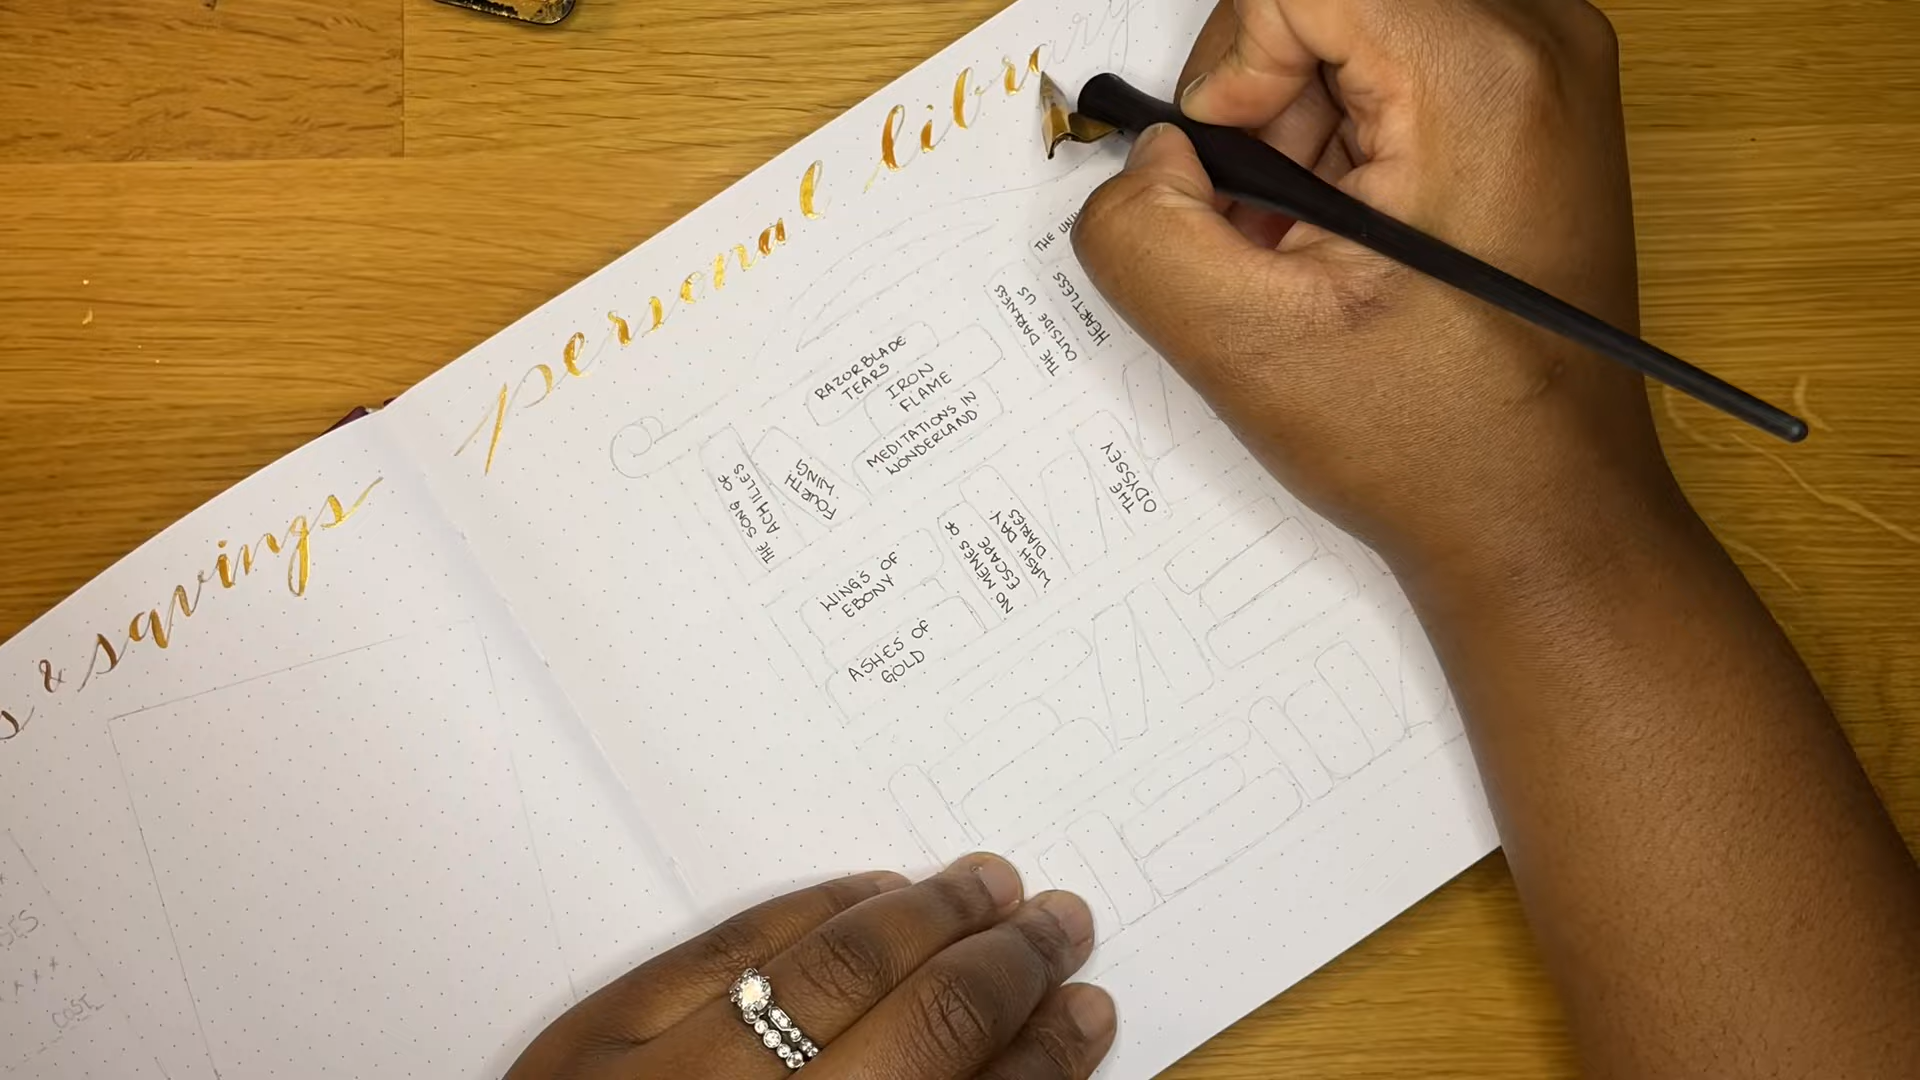 & savings
COST
personal library
THE SONG OF
ACHILLES
FOURTH
WING
RAZORBLADE
TEARS
IRON
FLAME
MEDITATIONS IN
WONDERLAND
THE DARKNESS
OUTSIDE US
HEARTLESS
THE
WINGS OF
EBONY
ASHES OF
GOLD
NO MEMES OF
ESCAPE
WASH DAY
DIARIES
THE
ODYSSEY